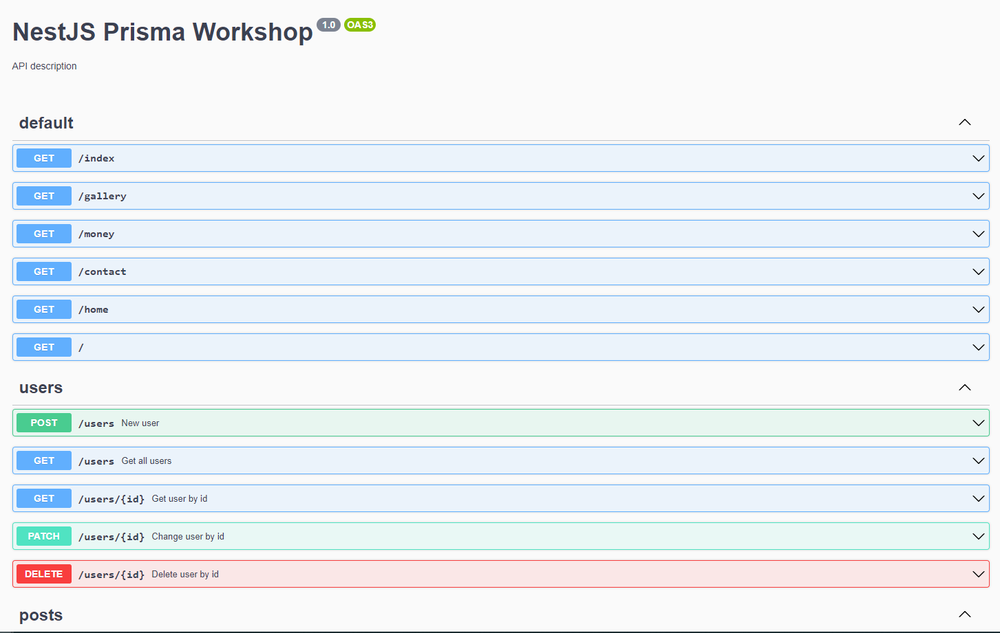 NestJS Prisma Workshop 1.0 OAS3
API description
default
GET /index
GET /gallery
GET /money
GET /contact
GET /home
GET /
users
POST /users New user
GET /users Get all users
GET /users/{id} Get user by id
PATCH /users/{id} Change user by id
DELETE /users/{id} Delete user by id
posts